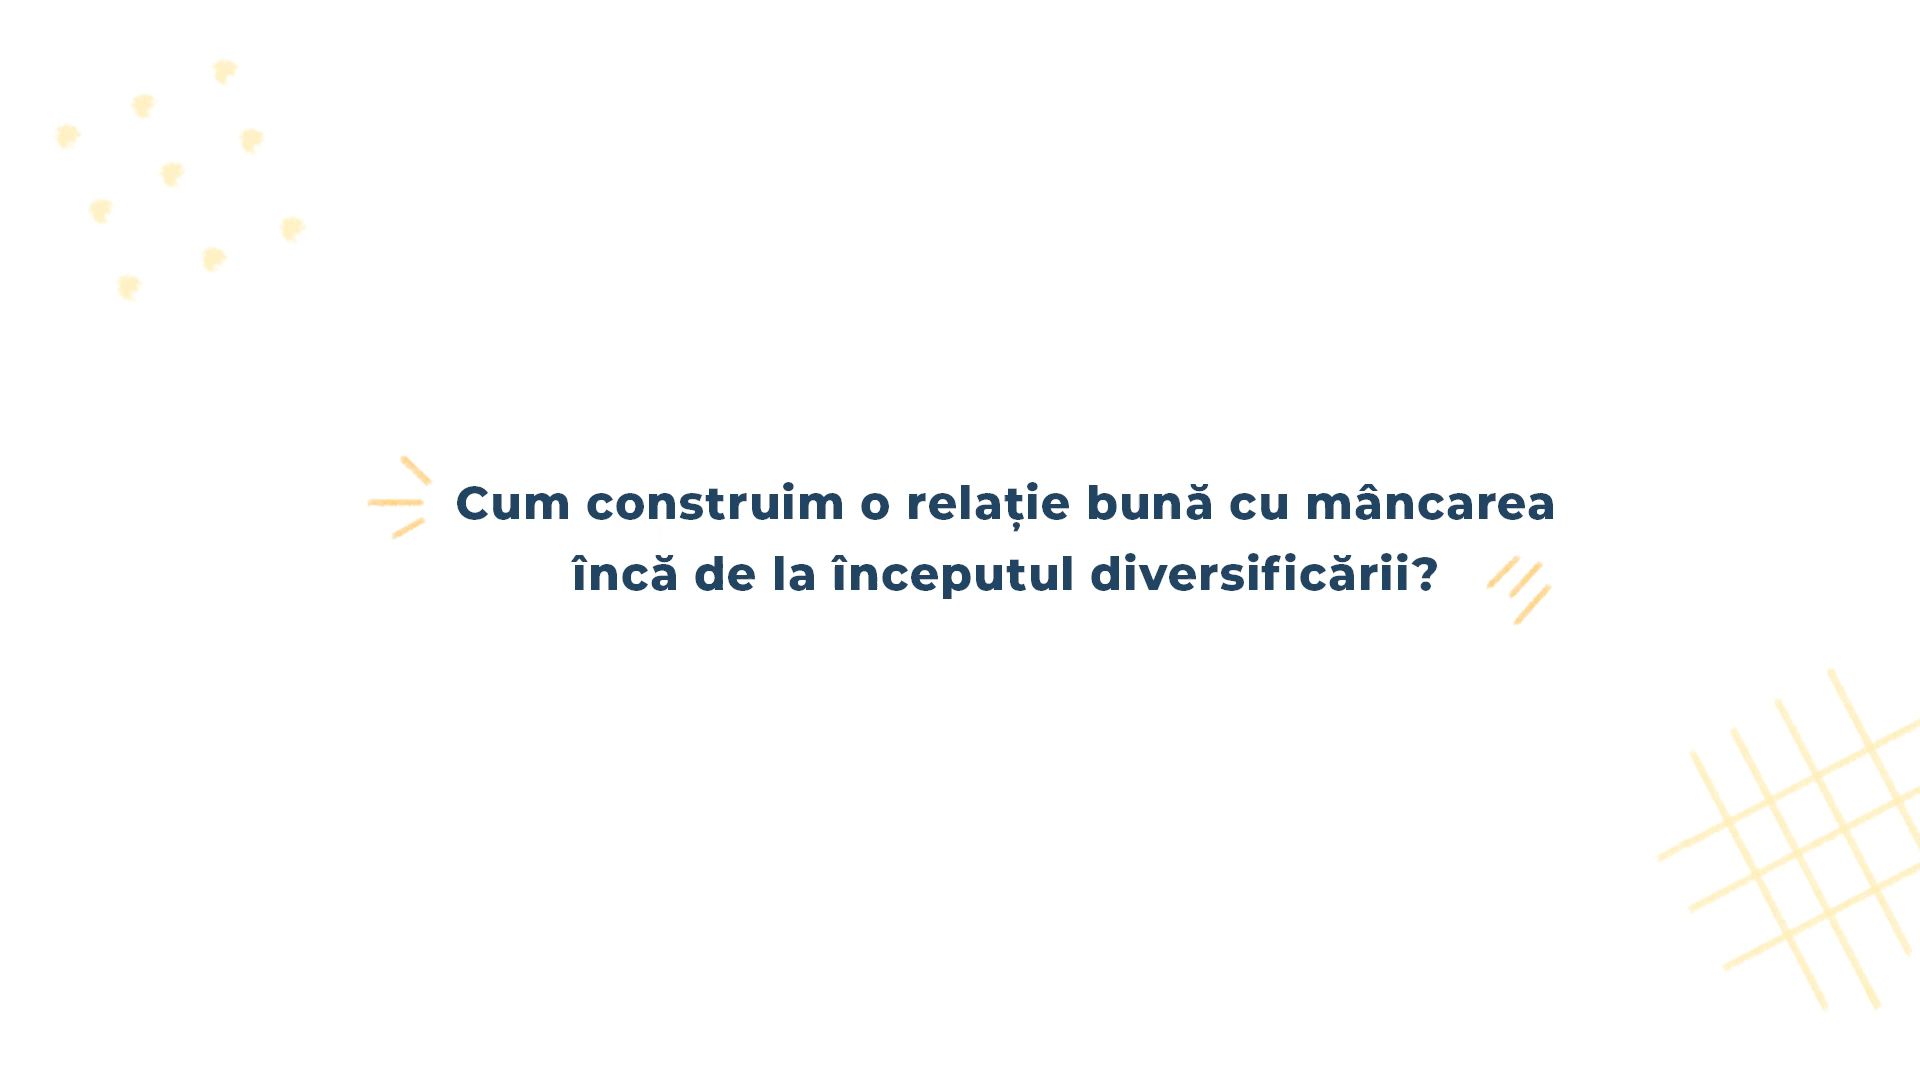 Cum construim o relație bună cu mâncarea
încă de la începutul diversificării?